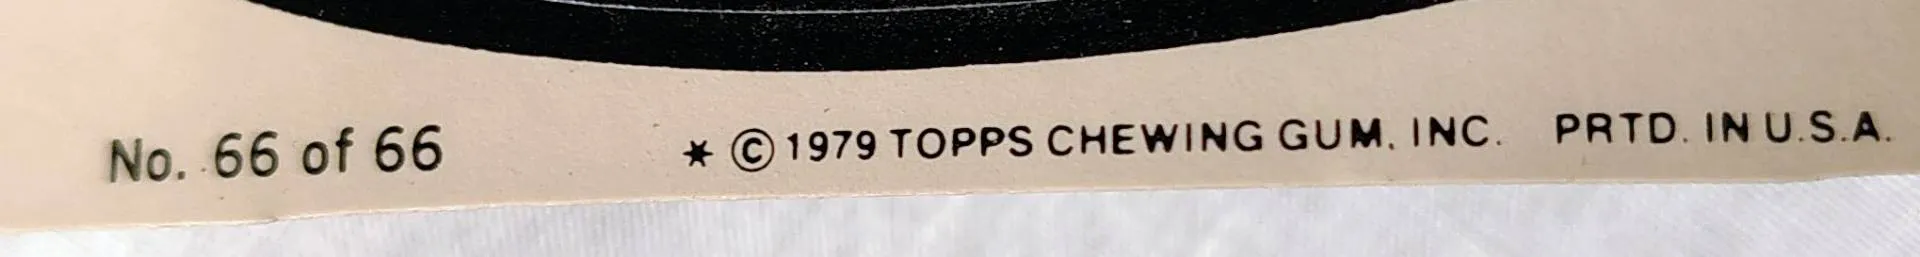 No. 66 of 66 * © 1979 TOPPS CHEWING GUM, INC. PRTD. IN U.S.A.